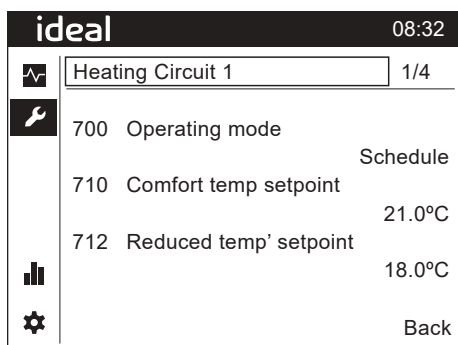 ideal 08:32
Heating Circuit 1 1/4
700 Operating mode
Schedule
710 Comfort temp setpoint
21.0ºC
712 Reduced temp' setpoint
18.0ºC
Back